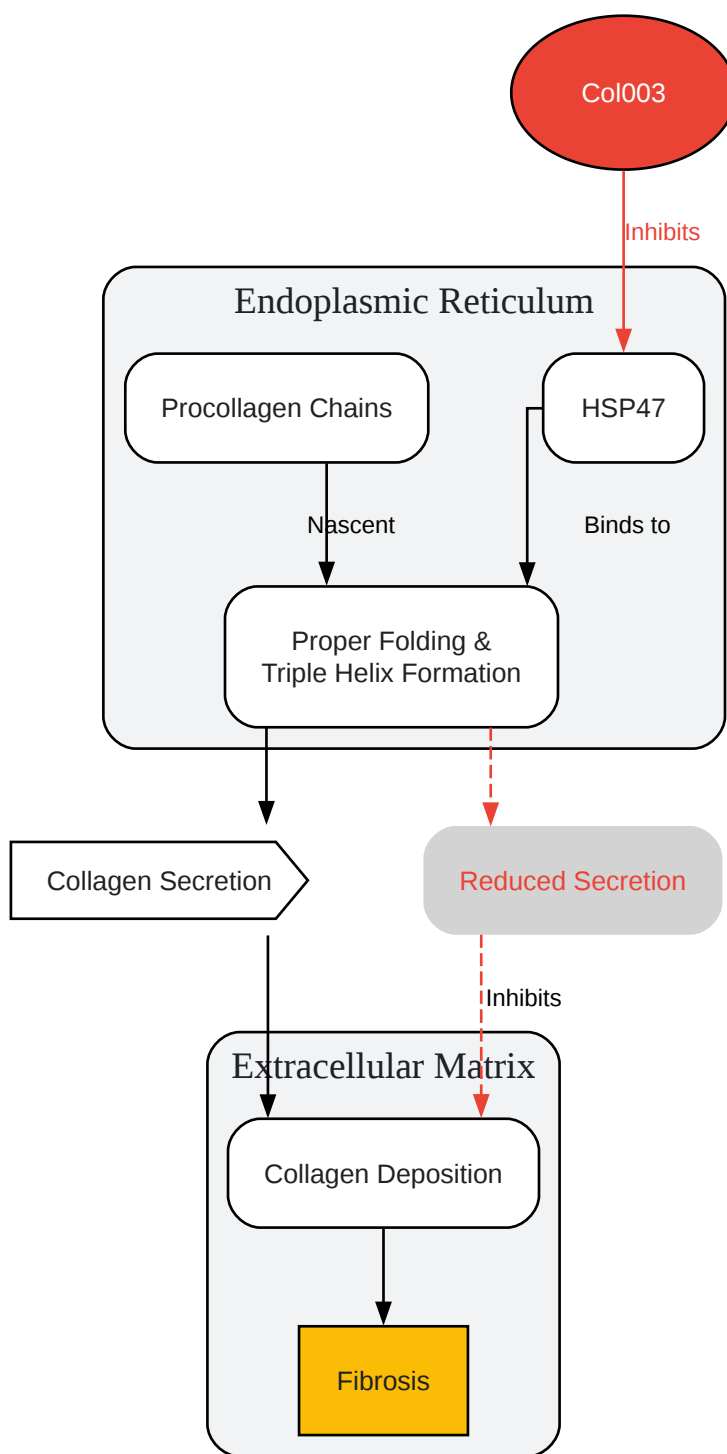 Col003
Inhibits
Endoplasmic Reticulum
Procollagen Chains
HSP47
Nascent
Binds to
Proper Folding &
Triple Helix Formation
Collagen Secretion
Reduced Secretion
Inhibits
Extracellular Matrix
Collagen Deposition
Fibrosis